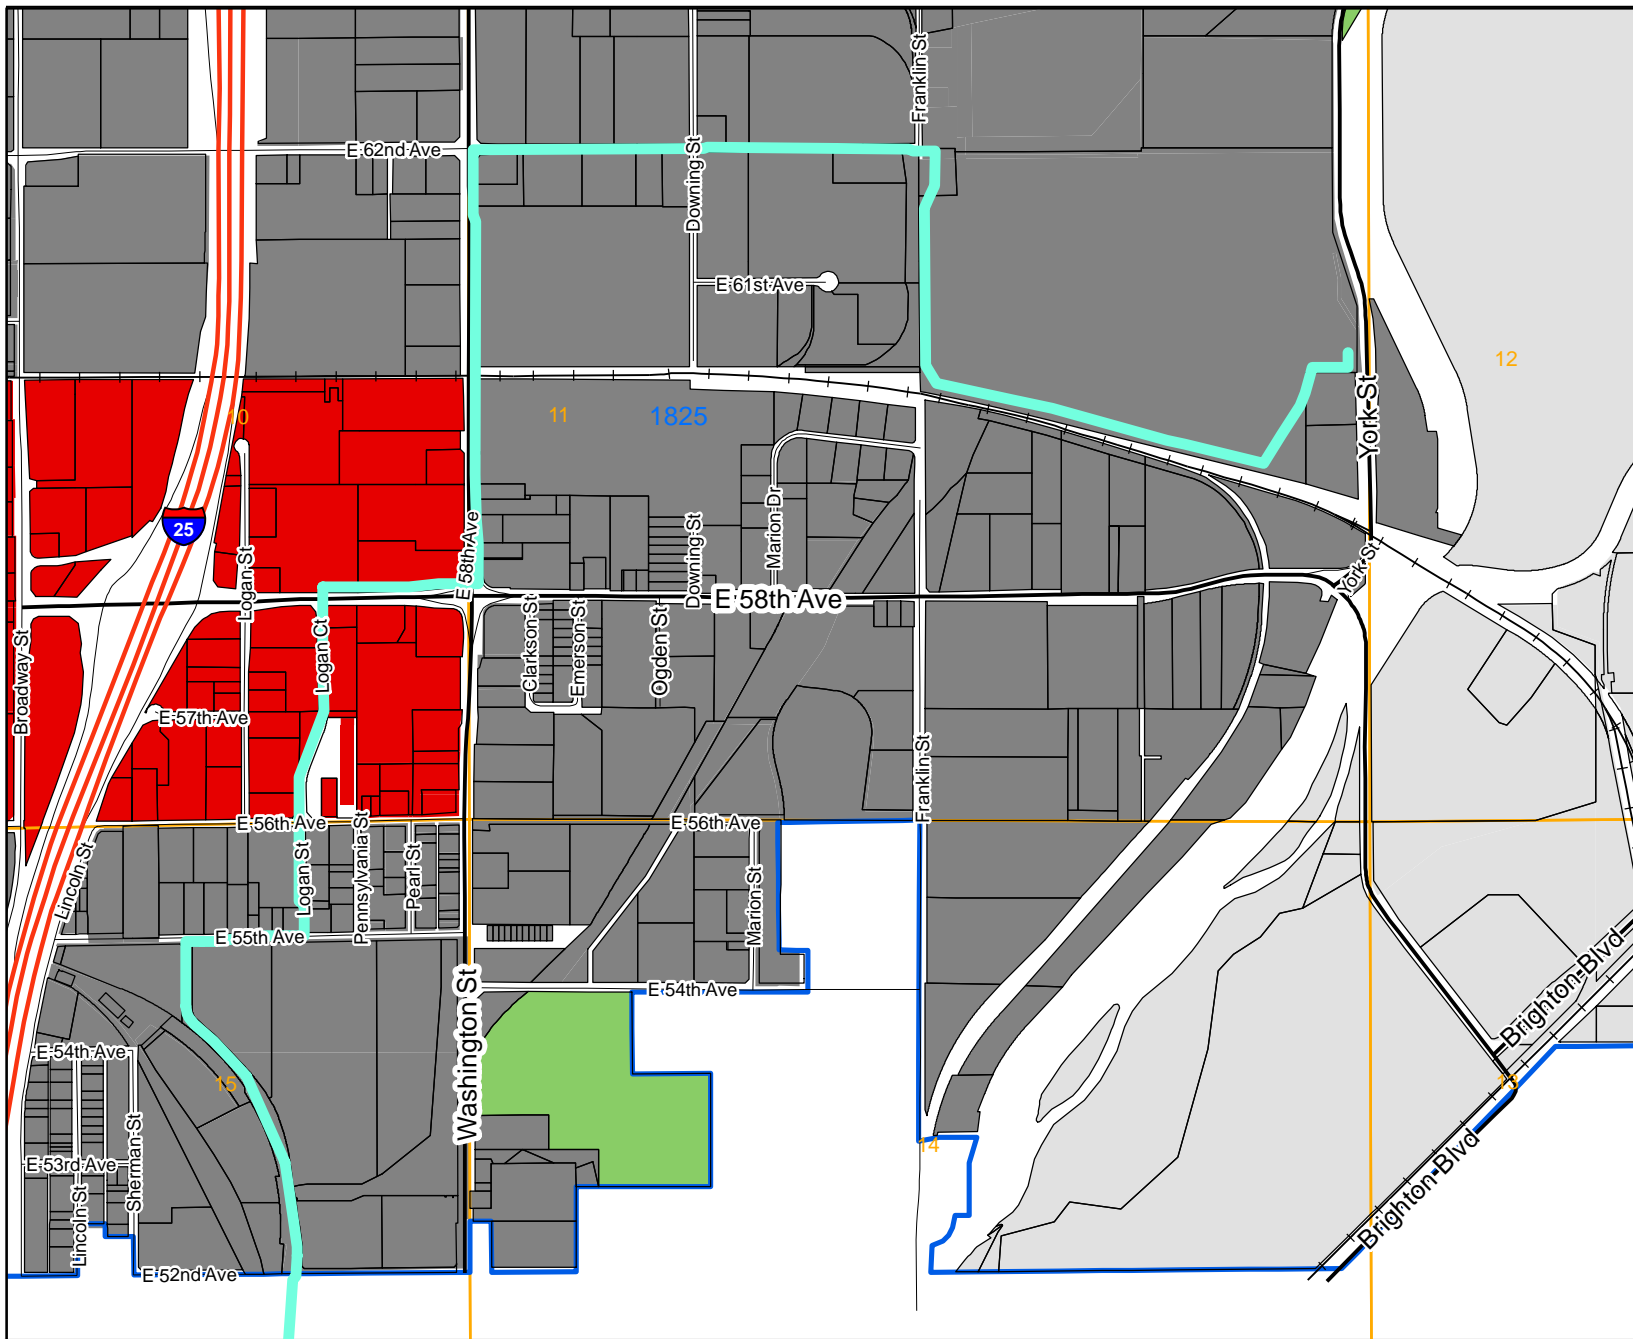 Franklin St
E 62nd Ave
Downing St
E 61st Ave
12
York St
10
11
1825
25
Logan St
E 58th Ave
Downing St
Marion Dr
York St
E 58th Ave
Broadway St
Logan Ct
Clarkson St
Emerson St
Ogden St
E 57th Ave
Franklin St
E 56th Ave
E 56th Ave
Lincoln St
Logan St
Pennsylvania St
Pearl St
Marion St
E 55th Ave
Brighton Blvd
E 54th Ave
Washington St
E 54th Ave
15
13
Sherman St
14
E 53rd Ave
Lincoln St
Brighton Blvd
E 52nd Ave